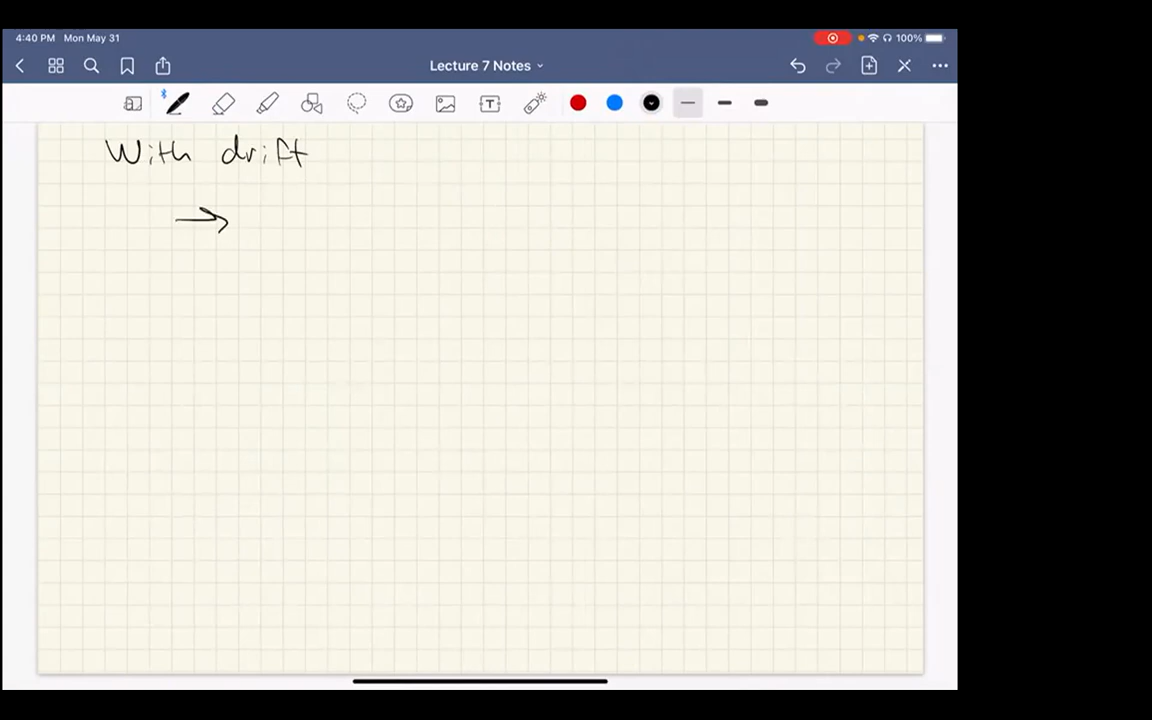 4:40 PM Mon May 31
100%
Lecture 7 Notes
T
With drift
→